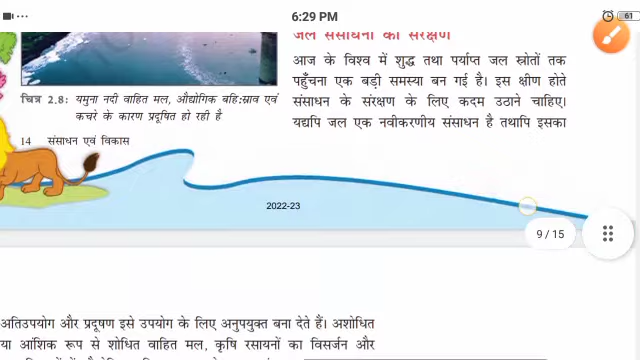 6:29 PM
61
जल संसाधनों का संरक्षण
आज के विश्व में शुद्ध तथा पर्याप्त जल स्रोतों तक
पहुँचना एक बड़ी समस्या बन गई है। इस क्षीण होते
संसाधन के संरक्षण के लिए कदम उठाने चाहिए।
यद्यपि जल एक नवीकरणीय संसाधन है तथापि इसका
चित्र 2.8: यमुना नदी वाहित मल, औद्योगिक बहि:स्राव एवं
कचरे के कारण प्रदूषित हो रही है
14 संसाधन एवं विकास
2022-23
9 / 15
अतिउपयोग और प्रदूषण इसे उपयोग के लिए अनुपयुक्त बना देते हैं। अशोधित
या आंशिक रूप से शोधित वाहित मल, कृषि रसायनों का विसर्जन और